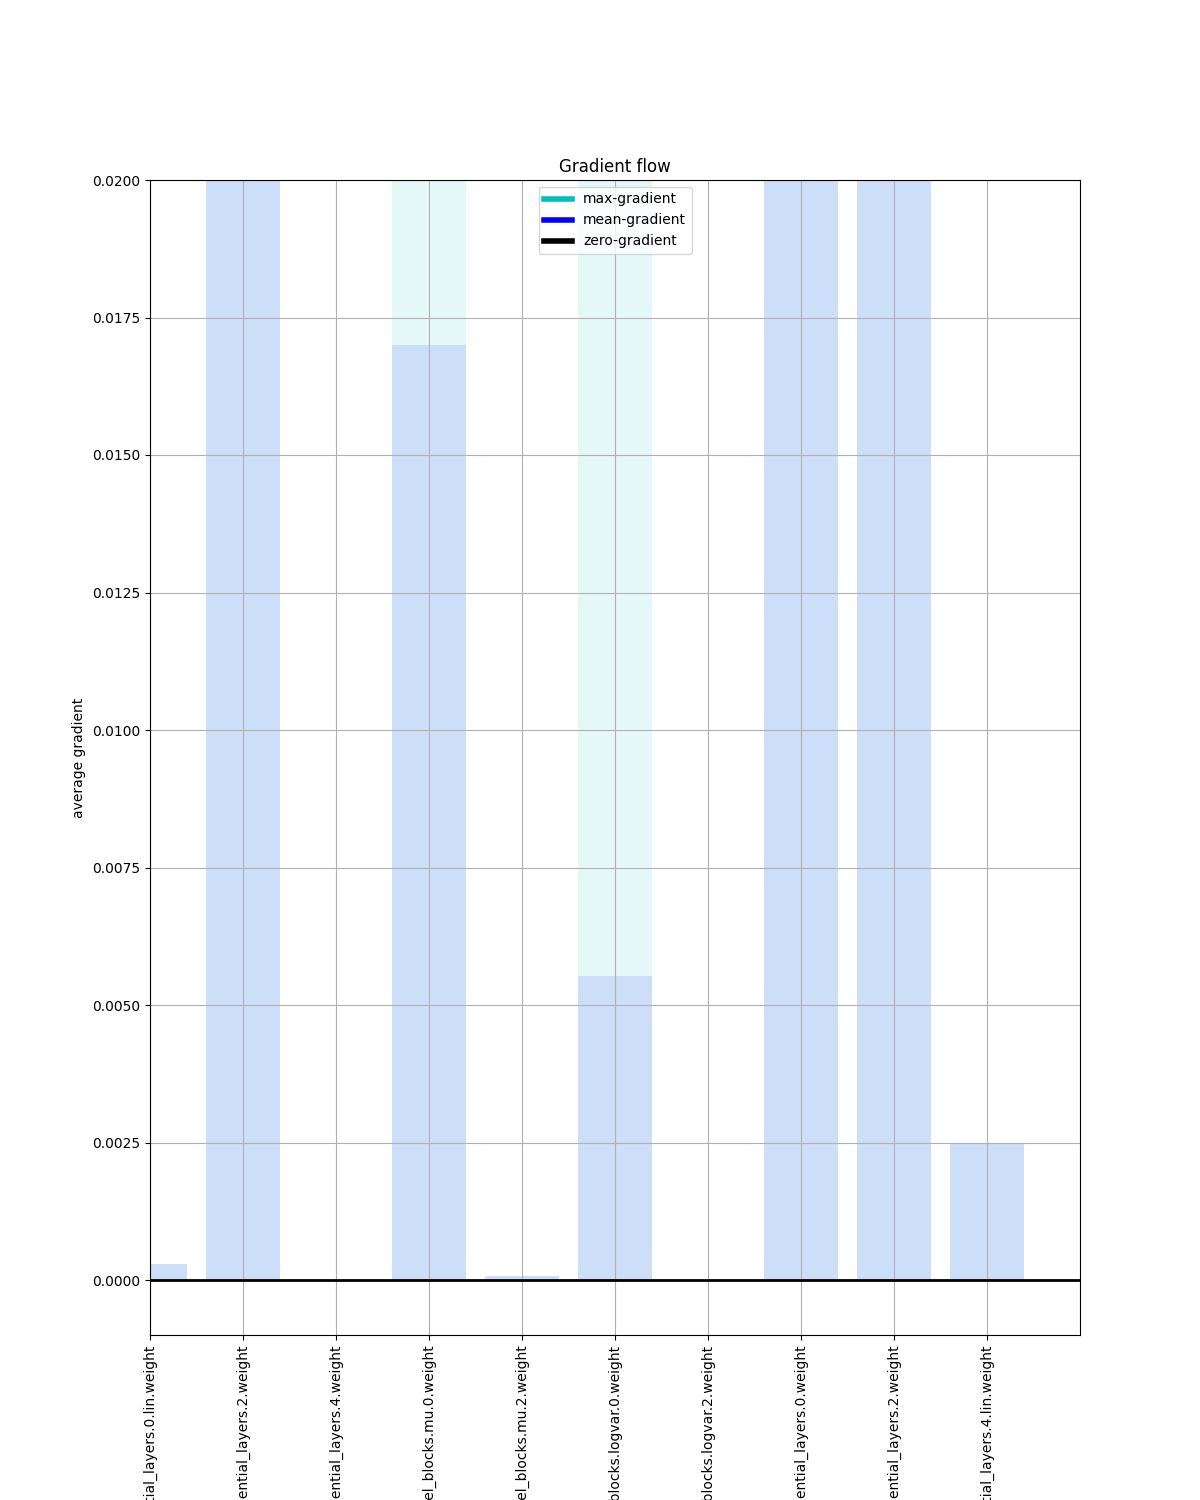 Gradient flow
max-gradient
mean-gradient
zero-gradient
0.0200
0.0175
0.0150
0.0125
0.0100
0.0075
0.0050
0.0025
0.0000
average gradient
tial_layers.0.lin.weight
ential_layers.2.weight
ential_layers.4.weight
el_blocks.mu.0.weight
el_blocks.mu.2.weight
blocks.logvar.0.weight
blocks.logvar.2.weight
ential_layers.0.weight
ential_layers.2.weight
tial_layers.4.lin.weight